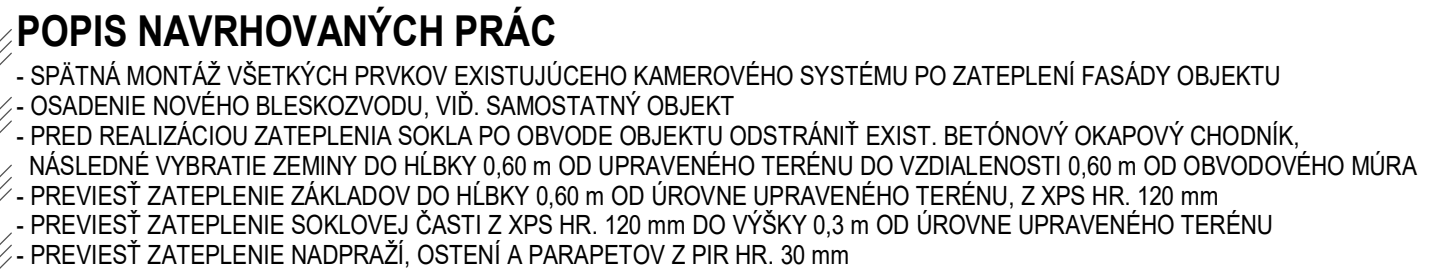 POPIS NAVRHOVANÝCH PRÁC
- SPÄTNÁ MONTÁŽ VŠETKÝCH PRVKOV EXISTUJÚCEHO KAMEROVÉHO SYSTÉMU PO ZATEPLENÍ FASÁDY OBJEKTU
- OSADENIE NOVÉHO BLESKOZVODU, VIĎ. SAMOSTATNÝ OBJEKT
- PRED REALIZÁCIOU ZATEPLENIA SOKLA PO OBVODE OBJEKTU ODSTRÁNIŤ EXIST. BETÓNOVÝ OKAPOVÝ CHODNÍK,
NÁSLEDNÉ VYBRATIE ZEMINY DO HĹBKY 0,60 m OD UPRAVENÉHO TERÉNU DO VZDIALENOSTI 0,60 m OD OBVODOVÉHO MÚRA
- PREVIESŤ ZATEPLENIE ZÁKLADOV DO HĹBKY 0,60 m OD ÚROVNE UPRAVENÉHO TERÉNU, Z XPS HR. 120 mm
- PREVIESŤ ZATEPLENIE SOKLOVEJ ČASTI Z XPS HR. 120 mm DO VÝŠKY 0,3 m OD ÚROVNE UPRAVENÉHO TERÉNU
- PREVIESŤ ZATEPLENIE NADPRAŽÍ, OSTENÍ A PARAPETOV Z PIR HR. 30 mm